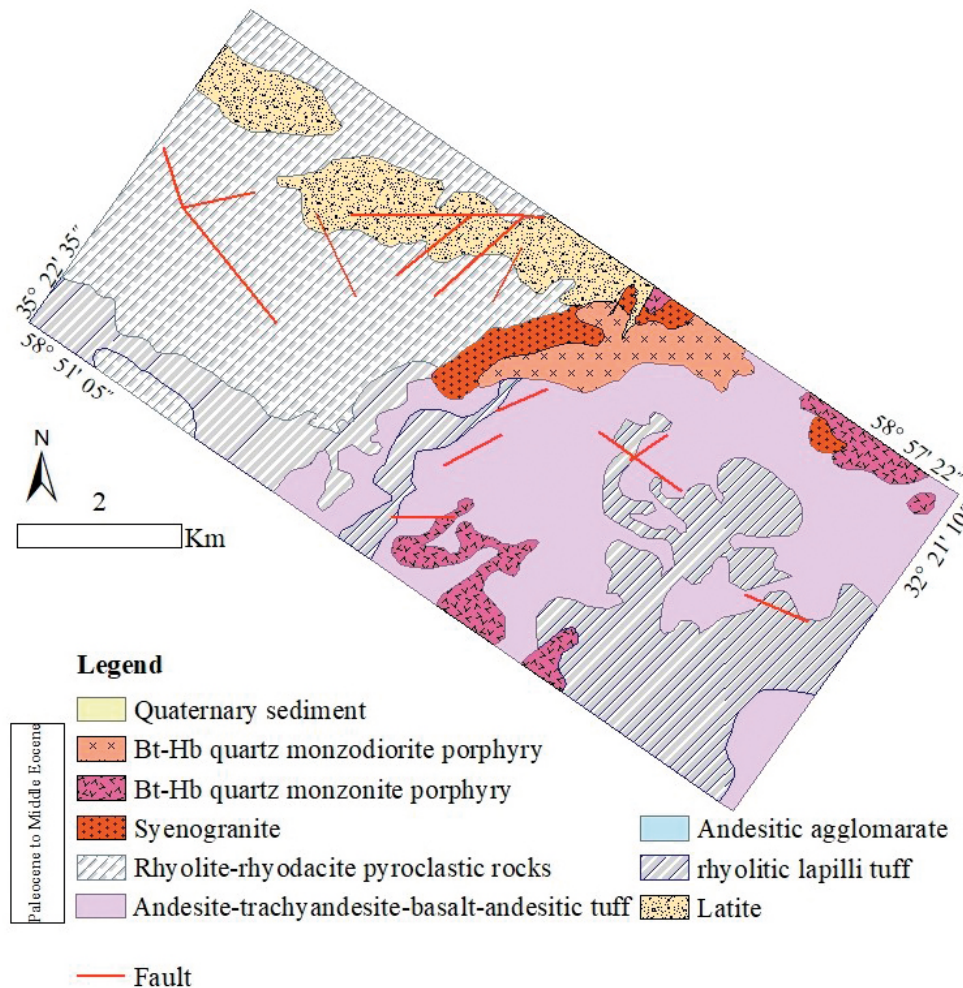 35° 22' 35"
58° 51' 05"
58° 57' 22"
32° 21' 10"
N
2
Km
Legend
Quaternary sediment
Bt-Hb quartz monzodiorite porphyry
Bt-Hb quartz monzonite porphyry
Syenogranite
Andesitic agglomarate
Rhyolite-rhyodacite pyroclastic rocks
rhyolitic lapilli tuff
Andesite-trachyandesite-basalt-andesitic tuff
Latite
Paleocene to Middle Eocene
Fault